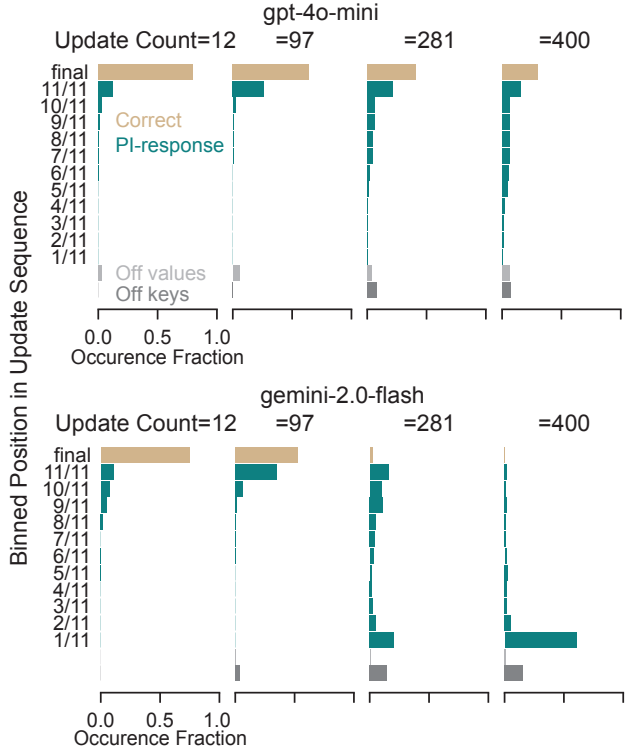 gpt-4o-mini
Update Count=12 =97 =281 =400
final
11/11
10/11
9/11
8/11
7/11
6/11
5/11
4/11
3/11
2/11
1/11
Correct
PI-response
Off values
Off keys
0.0 0.5 1.0
Occurence Fraction
Binned Position in Update Sequence
gemini-2.0-flash
Update Count=12 =97 =281 =400
final
11/11
10/11
9/11
8/11
7/11
6/11
5/11
4/11
3/11
2/11
1/11
0.0 0.5 1.0
Occurence Fraction